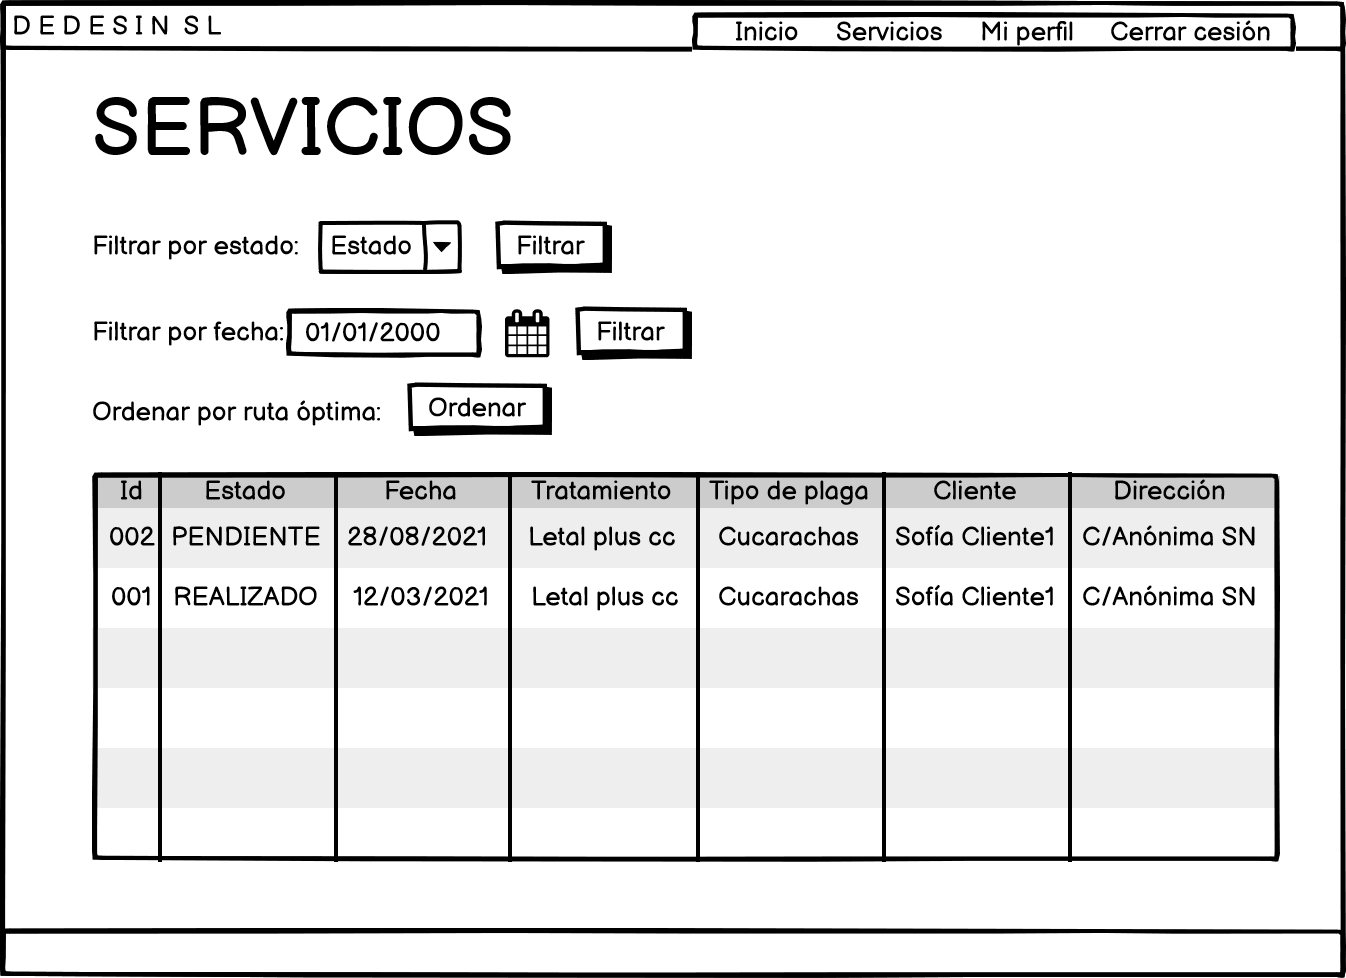 DEDESIN SL
Inicio Servicios Mi perfil Cerrar cesión
SERVICIOS
Filtrar por estado: Estado Filtrar
Filtrar por fecha: 01/01/2000 Filtrar
Ordenar por ruta óptima: Ordenar
Id Estado Fecha Tratamiento Tipo de plaga Cliente Dirección
002 PENDIENTE 28/08/2021 Letal plus cc Cucarachas Sofía Cliente1 C/Anónima SN
001 REALIZADO 12/03/2021 Letal plus cc Cucarachas Sofía Cliente1 C/Anónima SN